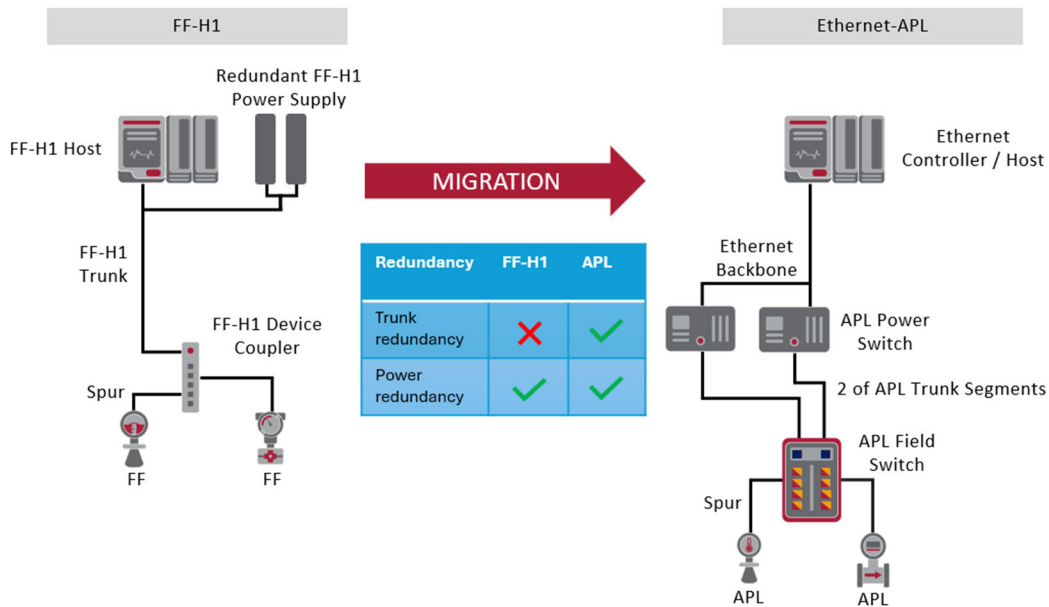 FF-H1
Ethernet-APL
Redundant FF-H1
Power Supply
FF-H1 Host
FF-H1
Trunk
FF-H1 Device
Coupler
Spur
FF
FF
MIGRATION
Redundancy FF-H1 APL
Trunk
redundancy
Power
redundancy
Ethernet
Controller / Host
Ethernet
Backbone
APL Power
Switch
2 of APL Trunk Segments
APL Field
Switch
Spur
APL
APL